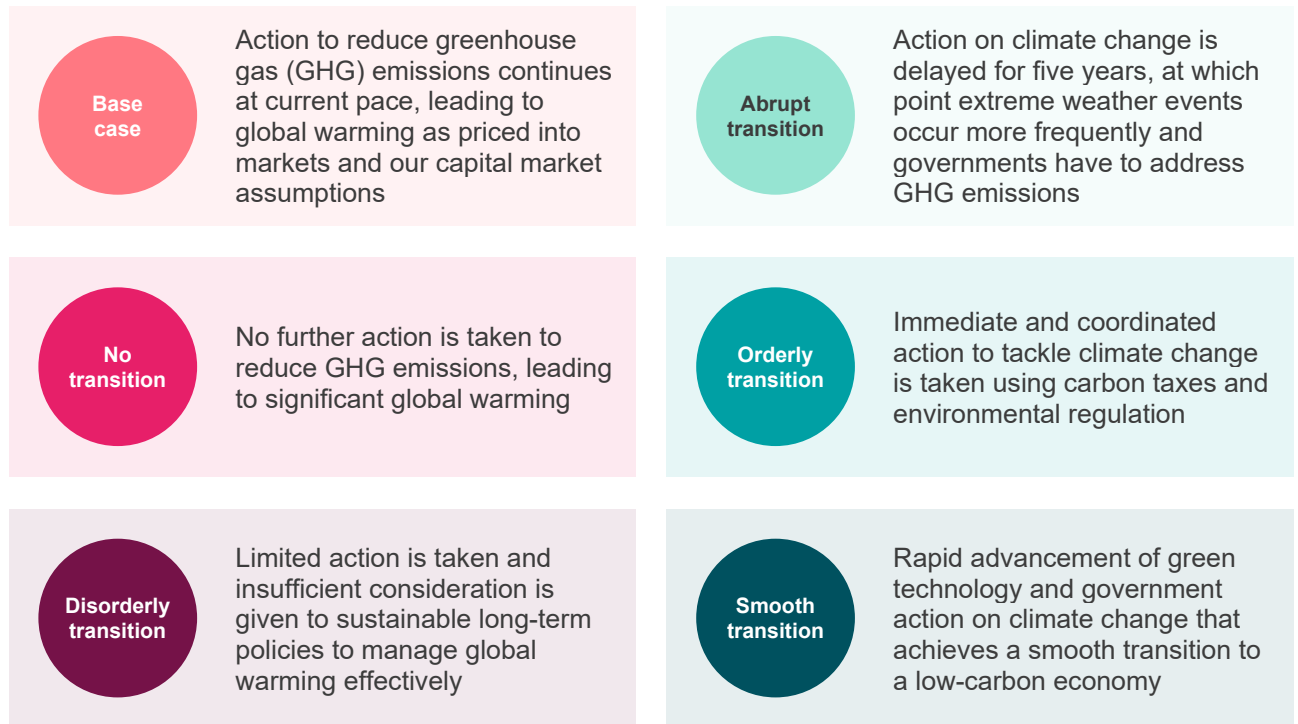 Base
case
Action to reduce greenhouse
gas (GHG) emissions continues
at current pace, leading to
global warming as priced into
markets and our capital market
assumptions
Abrupt
transition
Action on climate change is
delayed for five years, at which
point extreme weather events
occur more frequently and
governments have to address
GHG emissions
No
transition
No further action is taken to
reduce GHG emissions, leading
to significant global warming
Orderly
transition
Immediate and coordinated
action to tackle climate change
is taken using carbon taxes and
environmental regulation
Disorderly
transition
Limited action is taken and
insufficient consideration is
given to sustainable long-term
policies to manage global
warming effectively
Smooth
transition
Rapid advancement of green
technology and government
action on climate change that
achieves a smooth transition to
a low-carbon economy